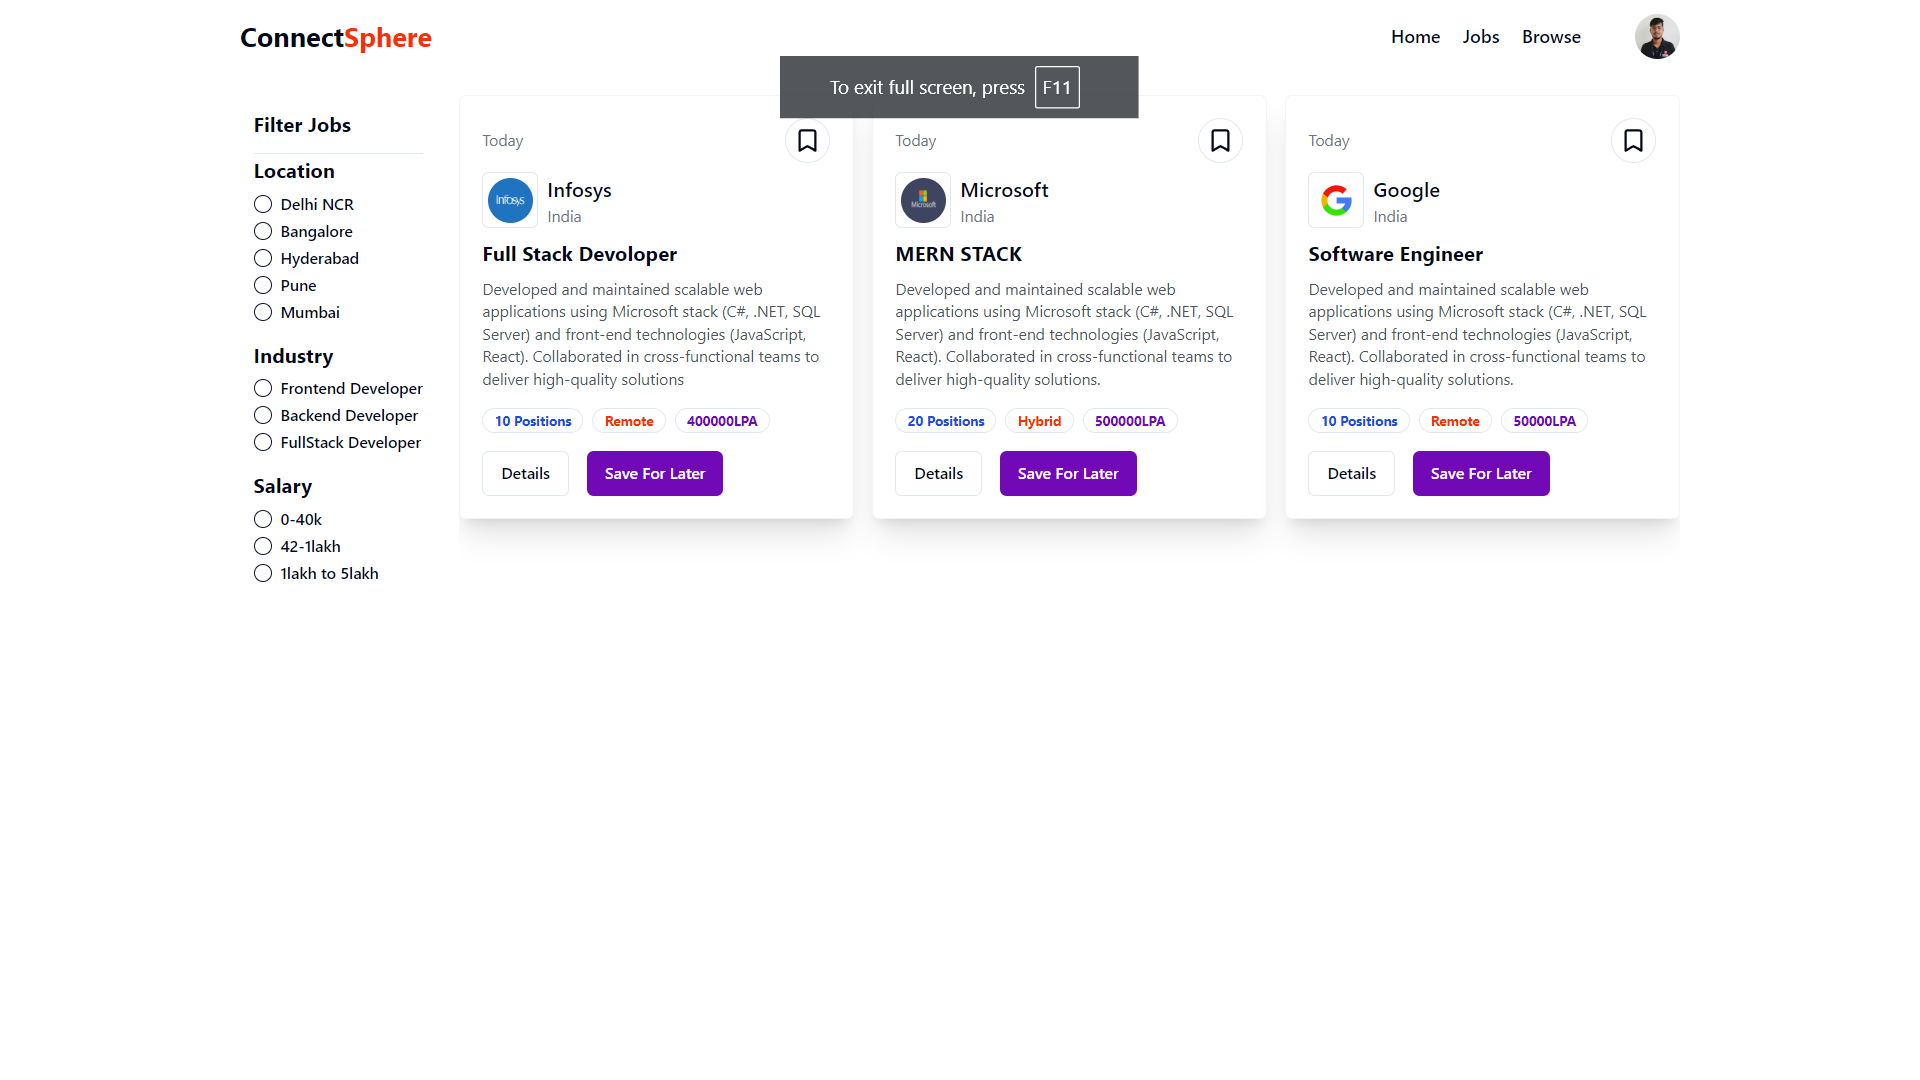 ConnectSphere
Home
Jobs
Browse
To exit full screen, press F11
Filter Jobs
Location
Delhi NCR
Bangalore
Hyderabad
Pune
Mumbai
Industry
Frontend Developer
Backend Developer
FullStack Developer
Salary
0-40k
42-1lakh
1lakh to 5lakh
Today
Infosys
Infosys
India
Full Stack Devoloper
Developed and maintained scalable web
applications using Microsoft stack (C#, .NET, SQL
Server) and front-end technologies (JavaScript,
React). Collaborated in cross-functional teams to
deliver high-quality solutions
10 Positions
Remote
400000LPA
Details
Save For Later
Today
Microsoft
Microsoft
India
MERN STACK
Developed and maintained scalable web
applications using Microsoft stack (C#, .NET, SQL
Server) and front-end technologies (JavaScript,
React). Collaborated in cross-functional teams to
deliver high-quality solutions.
20 Positions
Hybrid
500000LPA
Details
Save For Later
Today
Google
India
Software Engineer
Developed and maintained scalable web
applications using Microsoft stack (C#, .NET, SQL
Server) and front-end technologies (JavaScript,
React). Collaborated in cross-functional teams to
deliver high-quality solutions.
10 Positions
Remote
50000LPA
Details
Save For Later